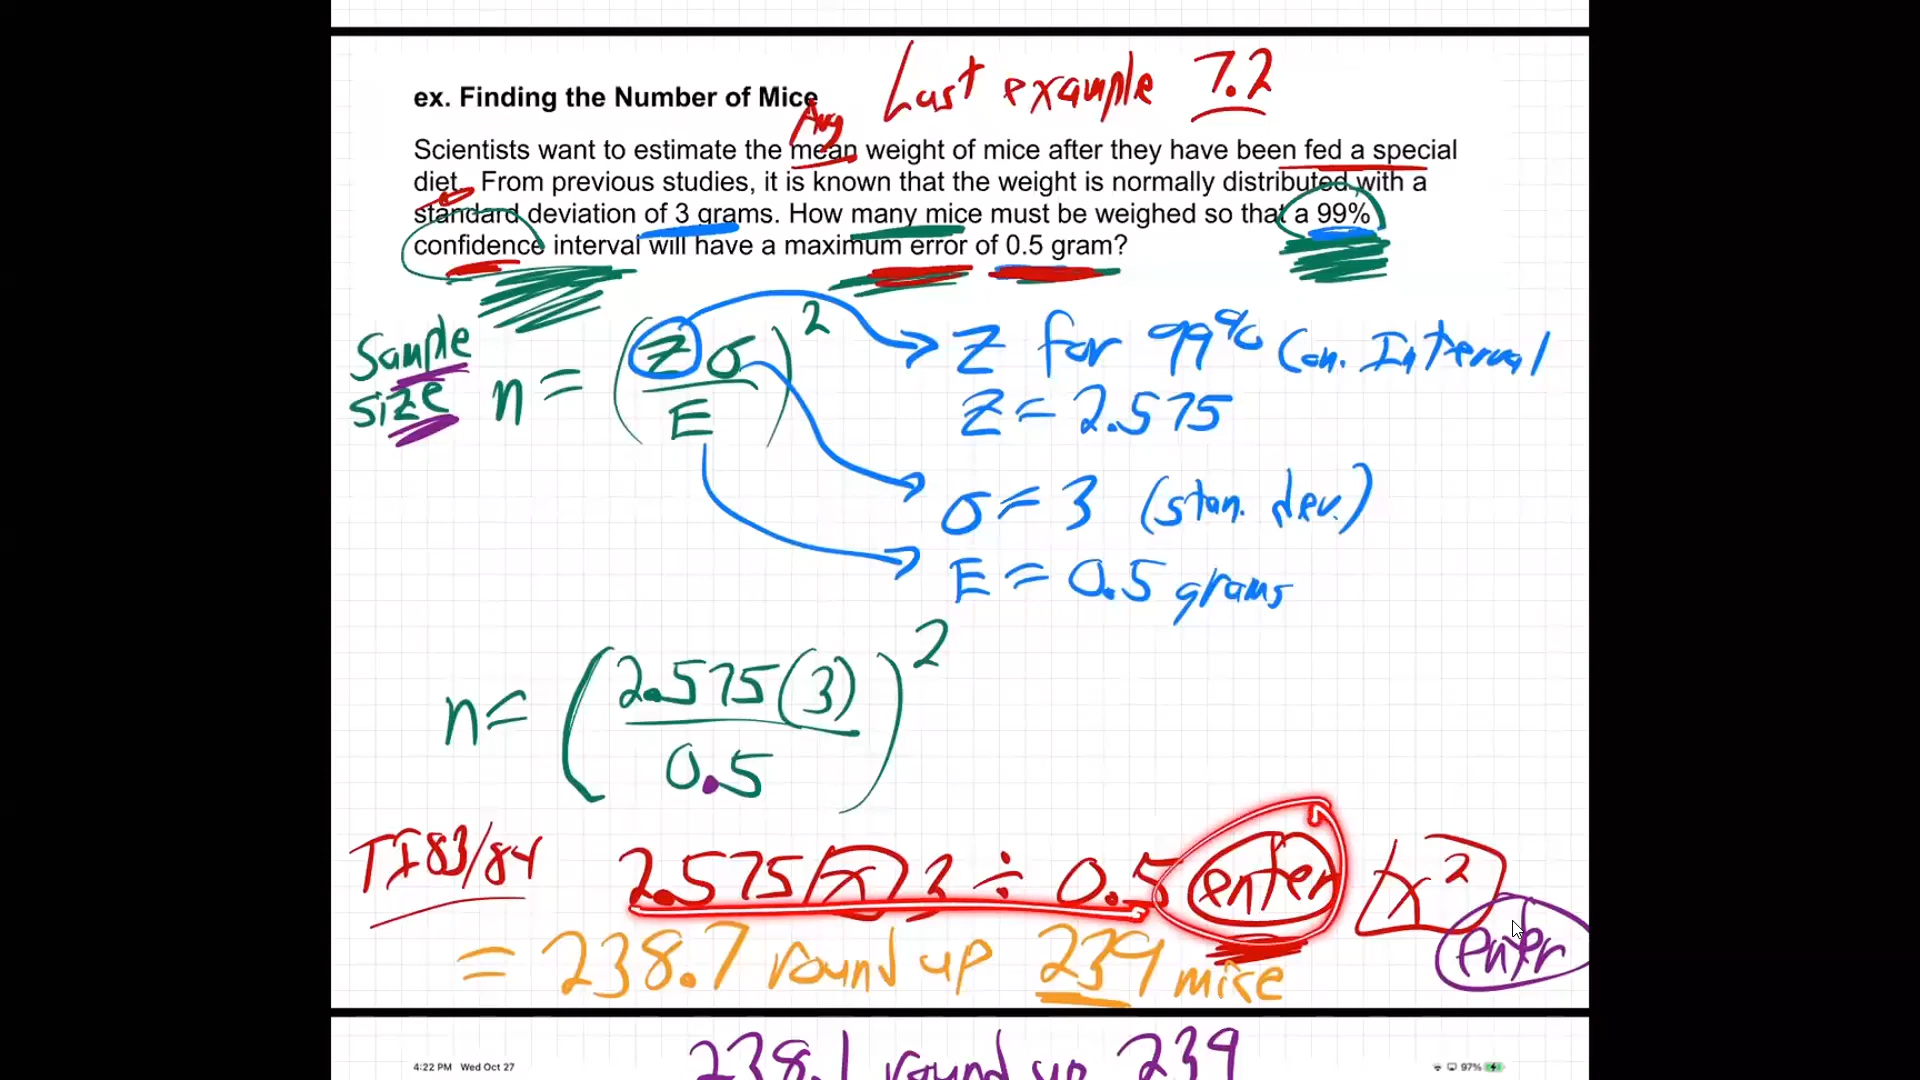 Last example 7.2
ex. Finding the Number of Mice
Avg
Scientists want to estimate the mean weight of mice after they have been fed a special
diet. From previous studies, it is known that the weight is normally distributed with a
standard deviation of 3 grams. How many mice must be weighed so that a 99%
confidence interval will have a maximum error of 0.5 gram?
Sample
size n = (Zσ/E)²
Z for 99% Con. Interval
Z = 2.575
σ = 3 (stan. dev.)
E = 0.5 grams
n = (2.575(3)/0.5)²
TI 83/84 2.575 x 3 ÷ 0.5 enter x² enter
= 238.7 round up 239 mice
238.1 round up 239
4:22 PM Wed Oct 27
97%